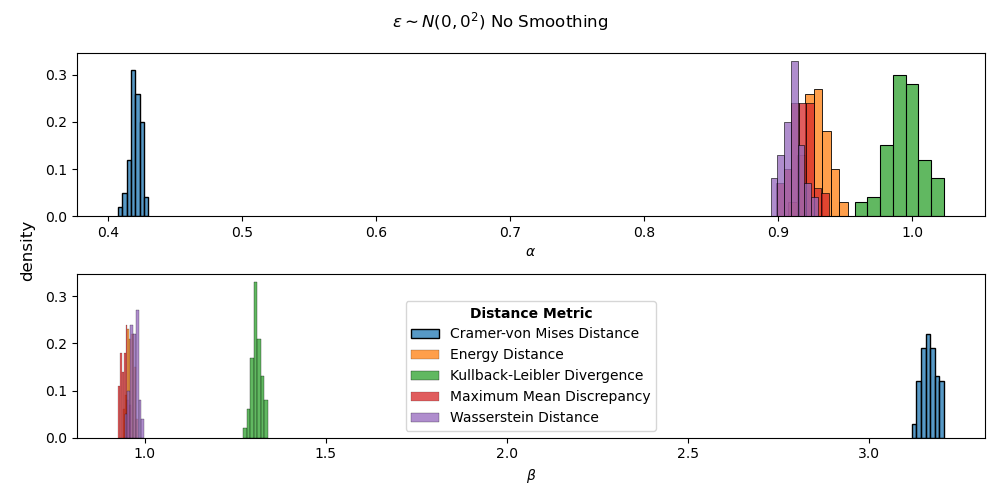 ε ~ N(0, 0²) No Smoothing
0.3
0.2
0.1
0.0
0.4 0.5 0.6 0.7 0.8 0.9 1.0
α
density
0.3
0.2
0.1
0.0
Distance Metric
Cramer-von Mises Distance
Energy Distance
Kullback-Leibler Divergence
Maximum Mean Discrepancy
Wasserstein Distance
1.0 1.5 2.0 2.5 3.0
β